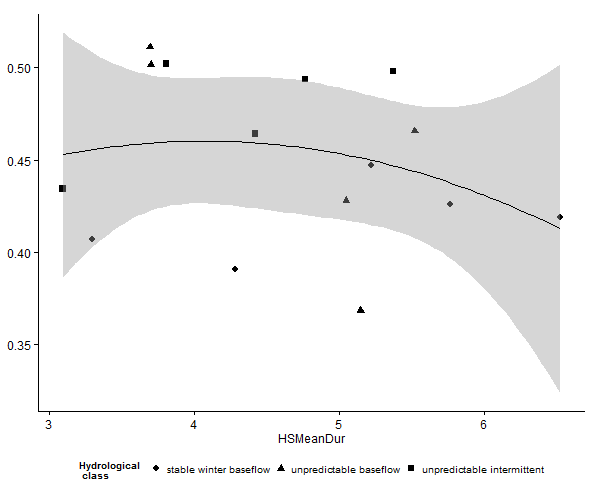 0.50
0.45
0.40
0.35
3 4 5 6
HSMeanDur
Hydrological
class
stable winter baseflow unpredictable baseflow unpredictable intermittent